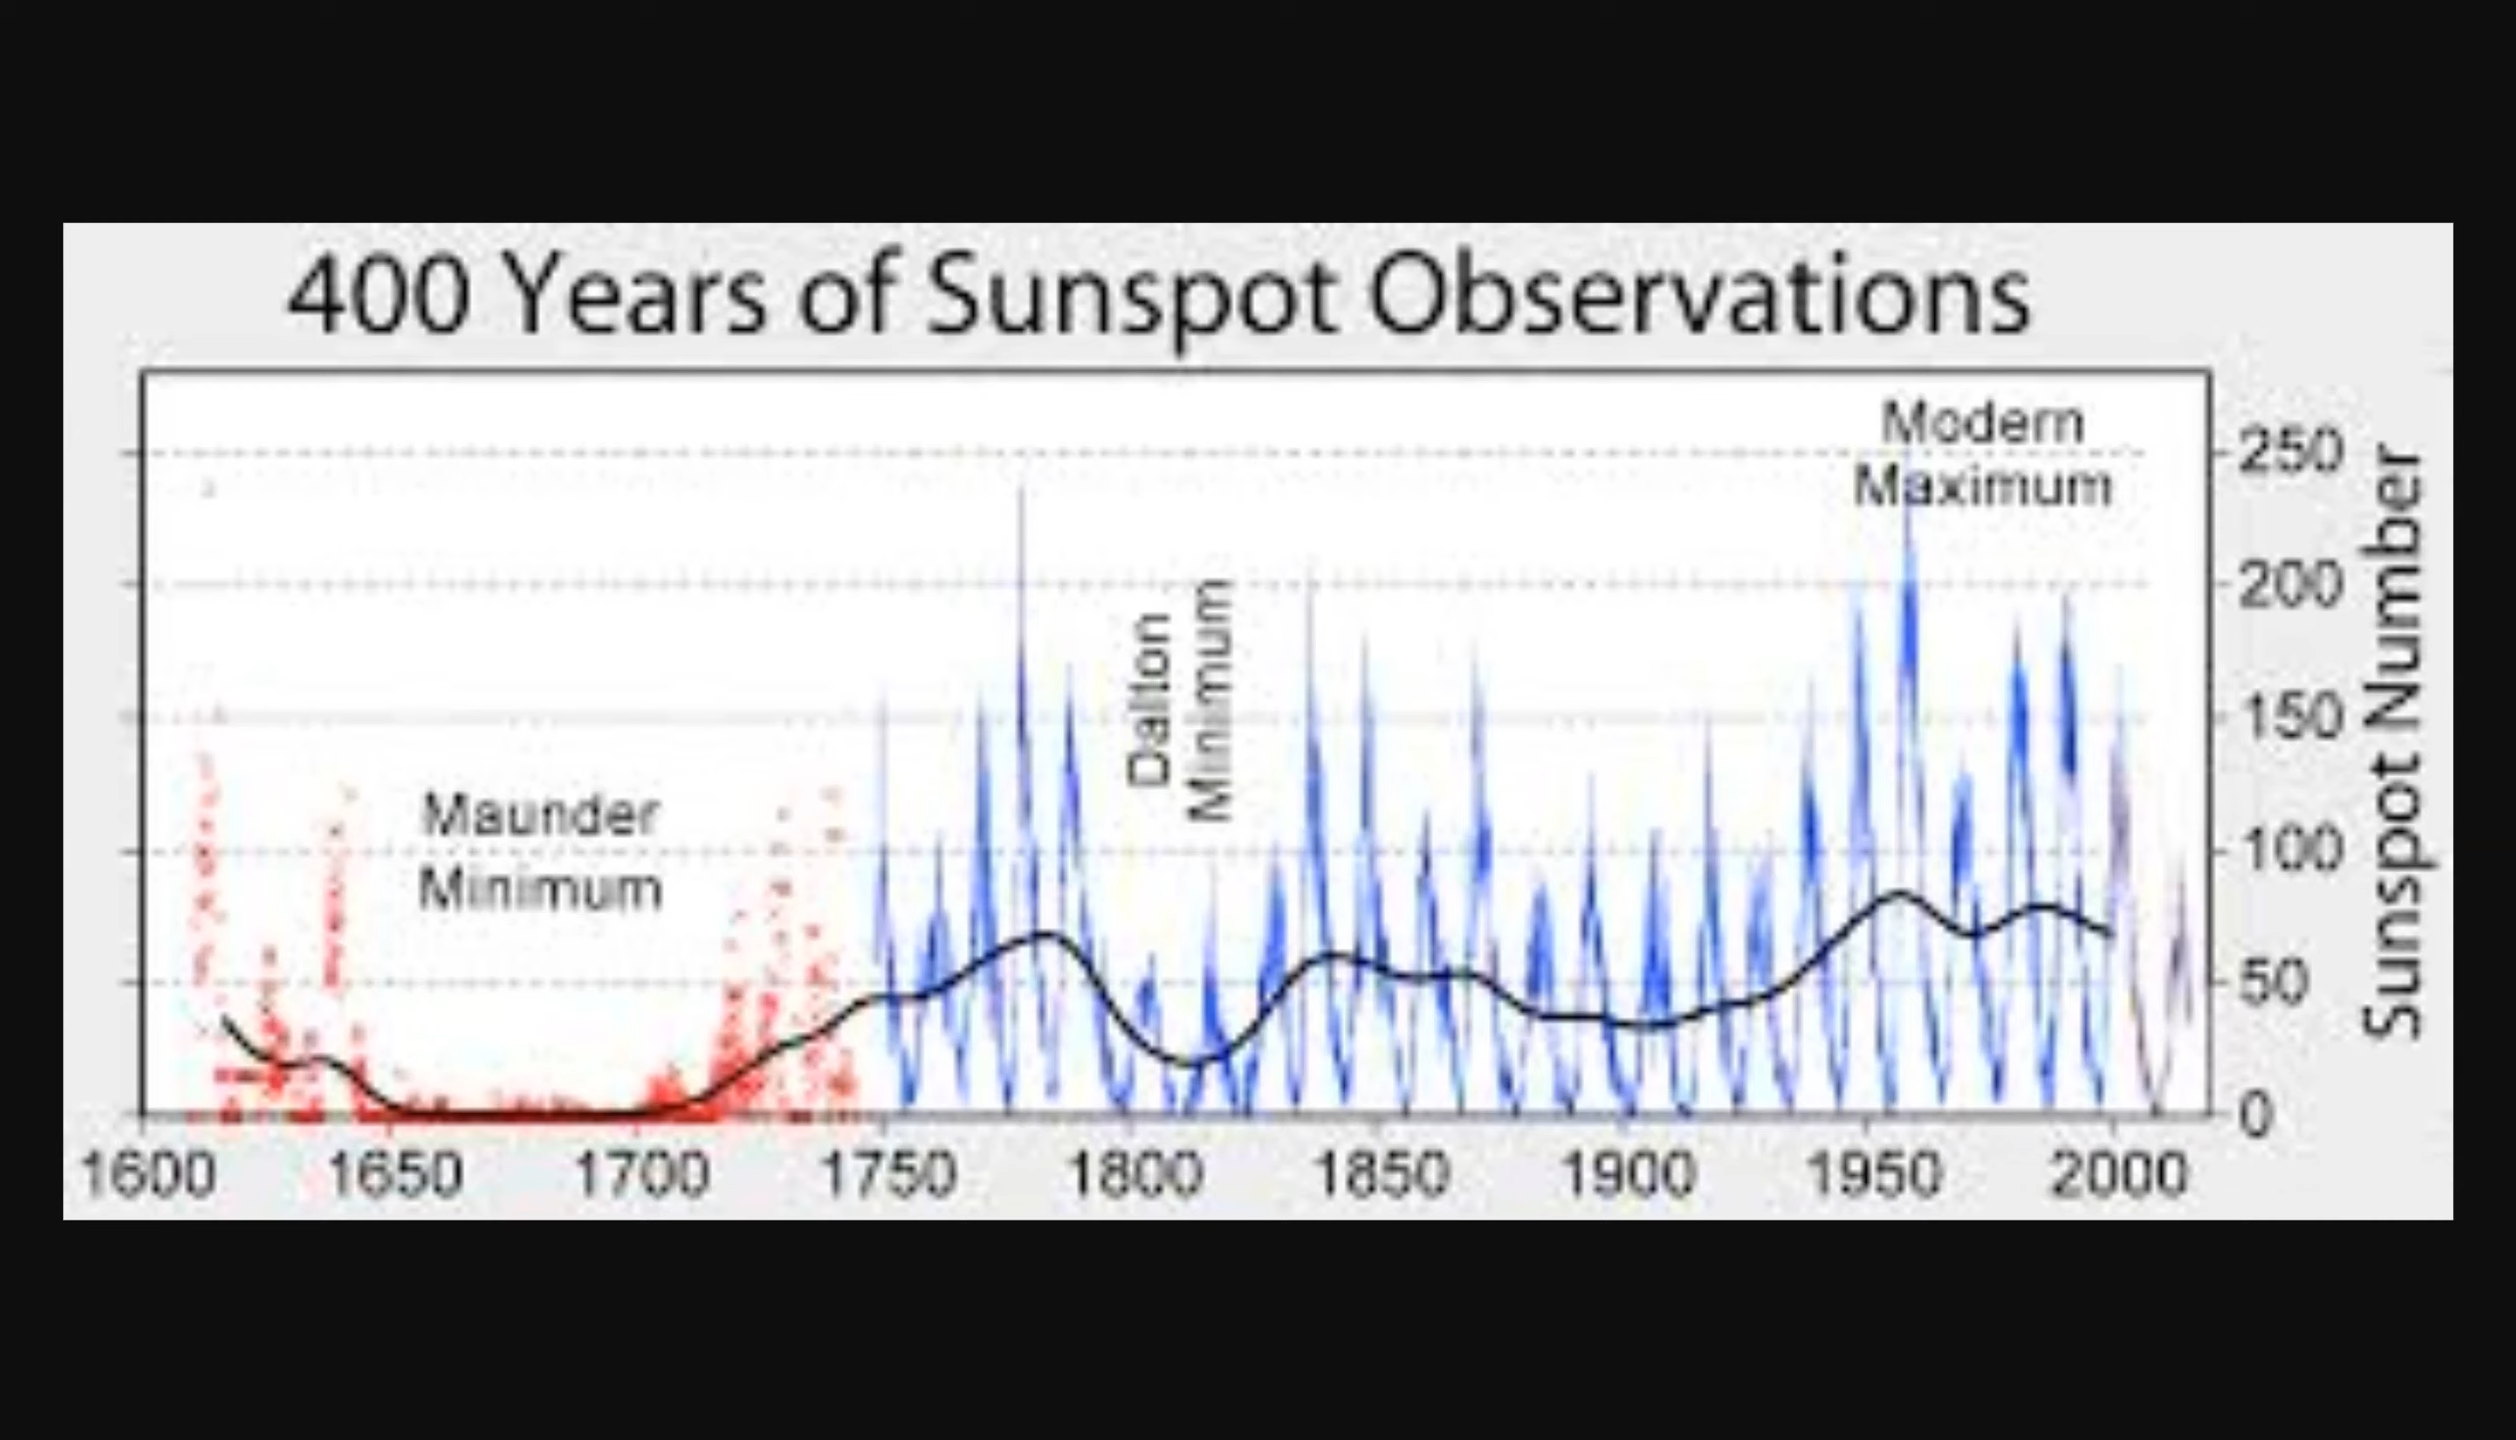 400 Years of Sunspot Observations
Modern
Maximum
Dalton
Minimum
Maunder
Minimum
250
200
150
100
50
0
Sunspot Number
1600 1650 1700 1750 1800 1850 1900 1950 2000